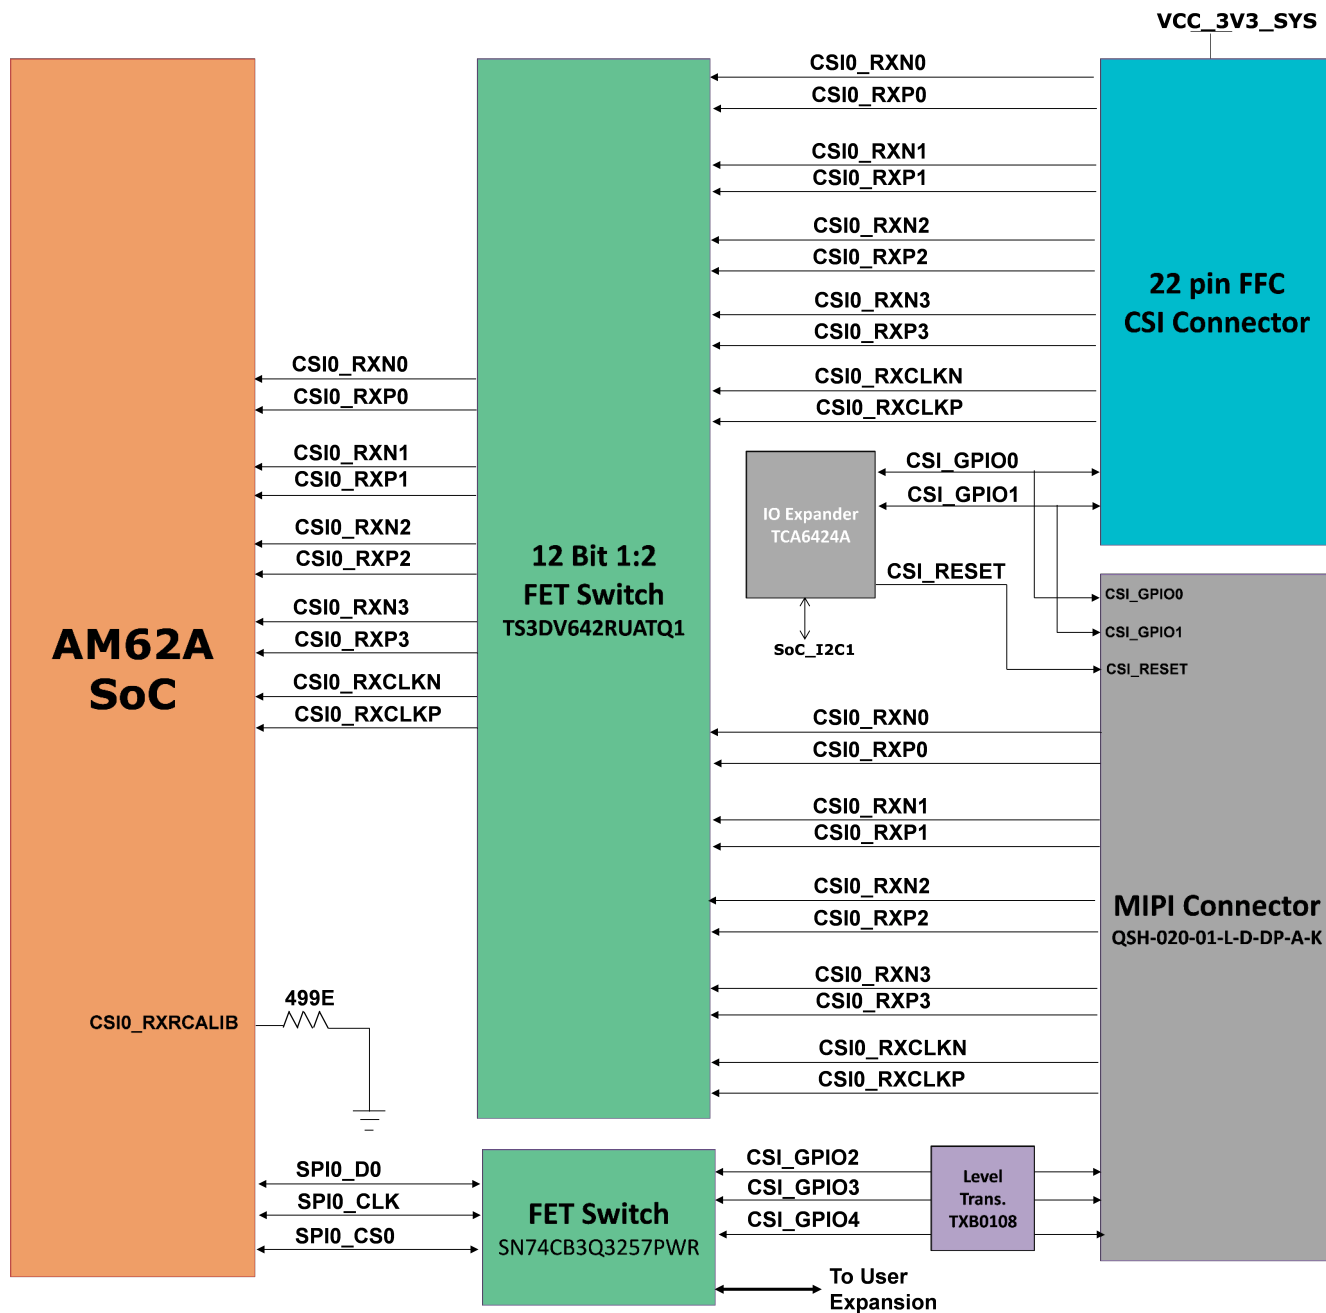 VCC_3V3_SYS
CSI0_RXN0
CSI0_RXP0
CSI0_RXN1
CSI0_RXP1
CSI0_RXN2
CSI0_RXP2
CSI0_RXN3
CSI0_RXP3
CSI0_RXCLKN
CSI0_RXCLKP
22 pin FFC
CSI Connector
CSI0_RXN0
CSI0_RXP0
CSI0_RXN1
CSI0_RXP1
CSI0_RXN2
CSI0_RXP2
CSI0_RXN3
CSI0_RXP3
CSI0_RXCLKN
CSI0_RXCLKP
AM62A
SoC
12 Bit 1:2
FET Switch
TS3DV642RUATQ1
IO Expander
TCA6424A
CSI_GPIO0
CSI_GPIO1
CSI_RESET
SoC_I2C1
CSI_GPIO0
CSI_GPIO1
CSI_RESET
CSI0_RXN0
CSI0_RXP0
CSI0_RXN1
CSI0_RXP1
CSI0_RXN2
CSI0_RXP2
CSI0_RXN3
CSI0_RXP3
CSI0_RXCLKN
CSI0_RXCLKP
MIPI Connector
QSH-020-01-L-D-DP-A-K
CSI0_RXRCALIB
499E
SPI0_D0
SPI0_CLK
SPI0_CS0
FET Switch
SN74CB3Q3257PWR
CSI_GPIO2
CSI_GPIO3
CSI_GPIO4
Level
Trans.
TXB0108
To User
Expansion